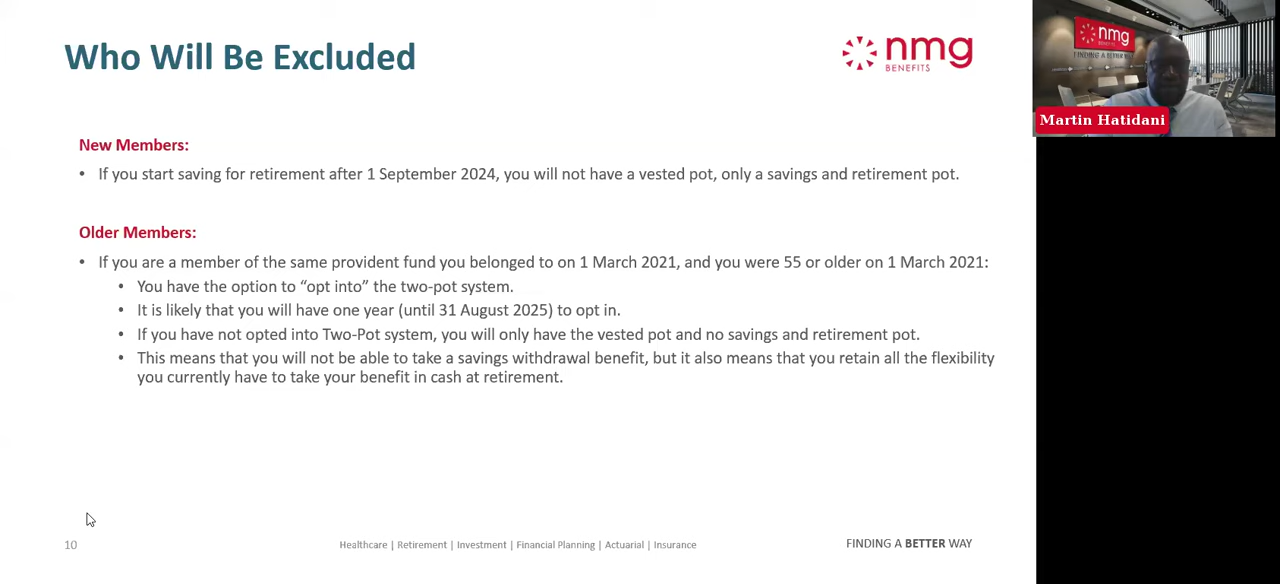 Who Will Be Excluded
nmg
BENEFITS
nmg
BENEFITS
Martin Hatidani
New Members:
• If you start saving for retirement after 1 September 2024, you will not have a vested pot, only a savings and retirement pot.
Older Members:
• If you are a member of the same provident fund you belonged to on 1 March 2021, and you were 55 or older on 1 March 2021:
• You have the option to “opt into” the two-pot system.
• It is likely that you will have one year (until 31 August 2025) to opt in.
• If you have not opted into Two-Pot system, you will only have the vested pot and no savings and retirement pot.
• This means that you will not be able to take a savings withdrawal benefit, but it also means that you retain all the flexibility
you currently have to take your benefit in cash at retirement.
10
Healthcare | Retirement | Investment | Financial Planning | Actuarial | Insurance
FINDING A BETTER WAY